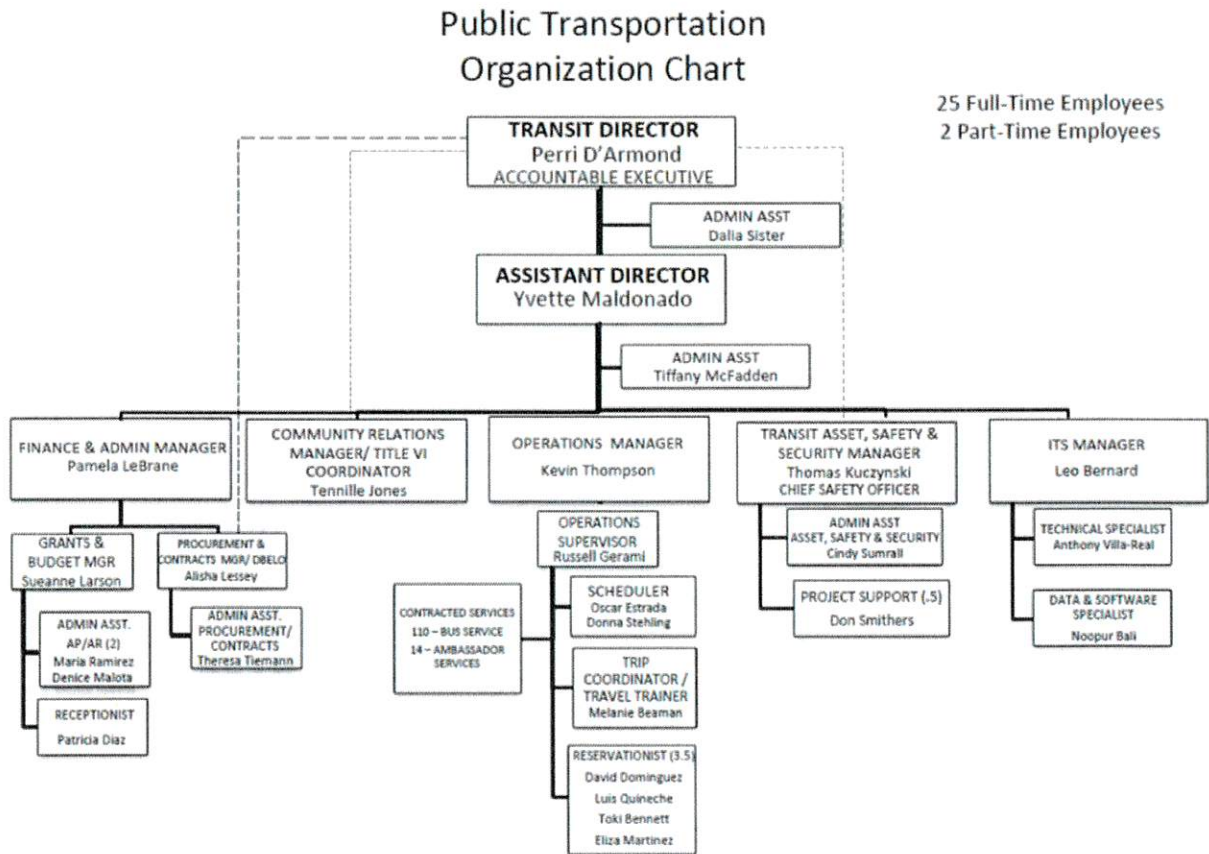 Public Transportation
Organization Chart
25 Full-Time Employees
2 Part-Time Employees
TRANSIT DIRECTOR
Perri D'Armond
ACCOUNTABLE EXECUTIVE
ADMIN ASST
Dalia Sister
ASSISTANT DIRECTOR
Yvette Maldonado
ADMIN ASST
Tiffany McFadden
FINANCE & ADMIN MANAGER
Pamela LeBrane
COMMUNITY RELATIONS
MANAGER/ TITLE VI
COORDINATOR
Tennille Jones
OPERATIONS MANAGER
Kevin Thompson
TRANSIT ASSET, SAFETY &
SECURITY MANAGER
Thomas Kuczynski
CHIEF SAFETY OFFICER
ITS MANAGER
Leo Bernard
GRANTS &
BUDGET MGR
Sueanne Larson
PROCUREMENT &
CONTRACTS MGR/ DBELO
Alisha Lessey
ADMIN ASST.
AP/AR (2)
Maria Ramirez
Denice Malota
ADMIN ASST.
PROCUREMENT/
CONTRACTS
Theresa Tiemann
RECEPTIONIST
Patricia Diaz
OPERATIONS
SUPERVISOR
Russell Gerami
CONTRACTED SERVICES
110 – BUS SERVICE
14 – AMBASSADOR
SERVICES
SCHEDULER
Oscar Estrada
Donna Stehling
TRIP
COORDINATOR /
TRAVEL TRAINER
Melanie Beaman
RESERVATIONIST (3.5)
David Dominguez
Luis Quineche
Toki Bennett
Eliza Martinez
ADMIN ASST
ASSET, SAFETY & SECURITY
Cindy Sumrall
PROJECT SUPPORT (.5)
Don Smithers
TECHNICAL SPECIALIST
Anthony Villa-Real
DATA & SOFTWARE
SPECIALIST
Noopur Bali